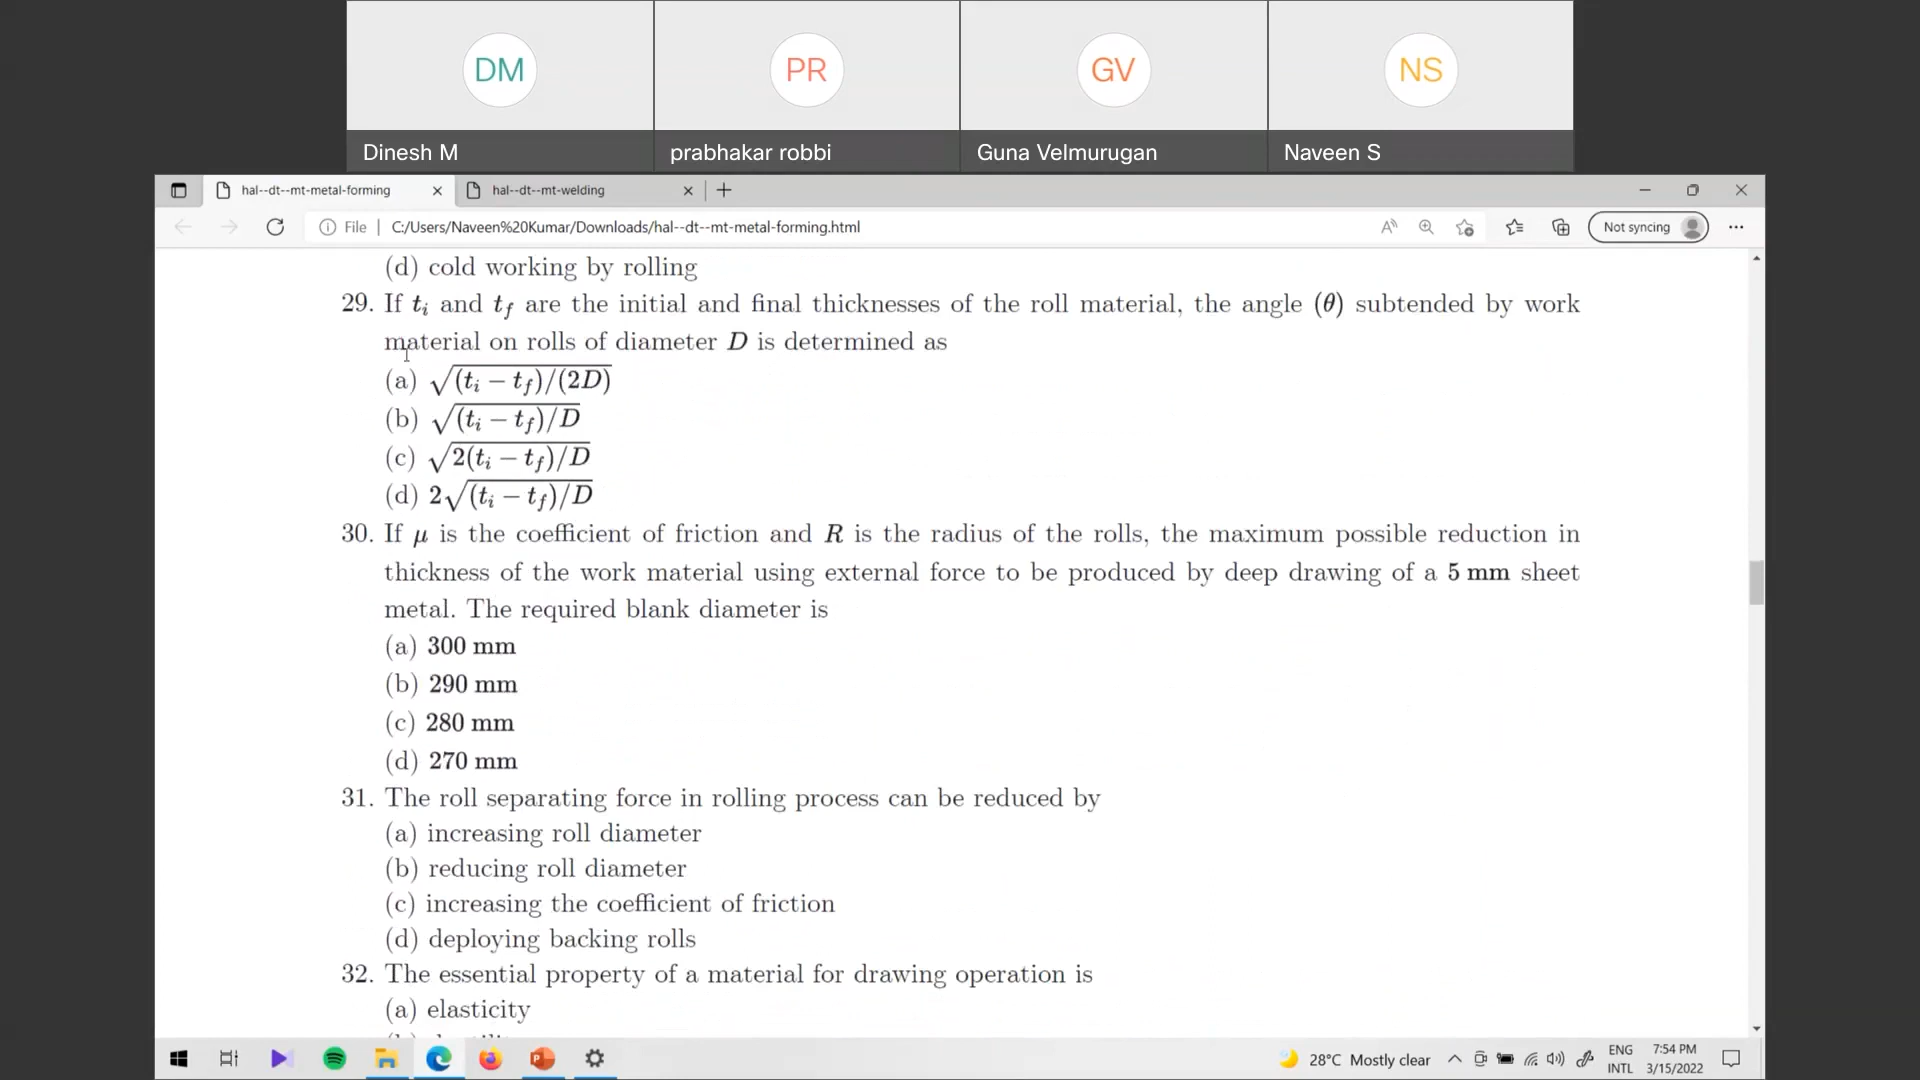 DM
PR
GV
NS
Dinesh M
prabhakar robbi
Guna Velmurugan
Naveen S
hal--dt--mt-metal-forming
hal--dt--mt-welding
File
C:/Users/Naveen%20Kumar/Downloads/hal--dt--mt-metal-forming.html
Not syncing
(d) cold working by rolling
29. If tᵢ and t_f are the initial and final thicknesses of the roll material, the angle (θ) subtended by work
material on rolls of diameter D is determined as
(a) √(tᵢ − t_f)/(2D)
(b) √(tᵢ − t_f)/D
(c) √2(tᵢ − t_f)/D
(d) 2√(tᵢ − t_f)/D
30. If μ is the coefficient of friction and R is the radius of the rolls, the maximum possible reduction in
thickness of the work material using external force to be produced by deep drawing of a 5 mm sheet
metal. The required blank diameter is
(a) 300 mm
(b) 290 mm
(c) 280 mm
(d) 270 mm
31. The roll separating force in rolling process can be reduced by
(a) increasing roll diameter
(b) reducing roll diameter
(c) increasing the coefficient of friction
(d) deploying backing rolls
32. The essential property of a material for drawing operation is
(a) elasticity
28°C Mostly clear
ENG
INTL
7:54 PM
3/15/2022